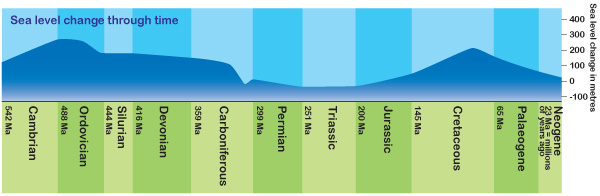 Sea level change through time
400
300
200
100
0
-100
Sea level change in metres
542 Ma
Cambrian
488 Ma
Ordovician
444 Ma
Silurian
416 Ma
Devonian
359 Ma
Carboniferous
299 Ma
Permian
251 Ma
Triassic
200 Ma
Jurassic
145 Ma
Cretaceous
65 Ma
Palaeogene
23 Ma
Neogene
Ma = millions
of years ago